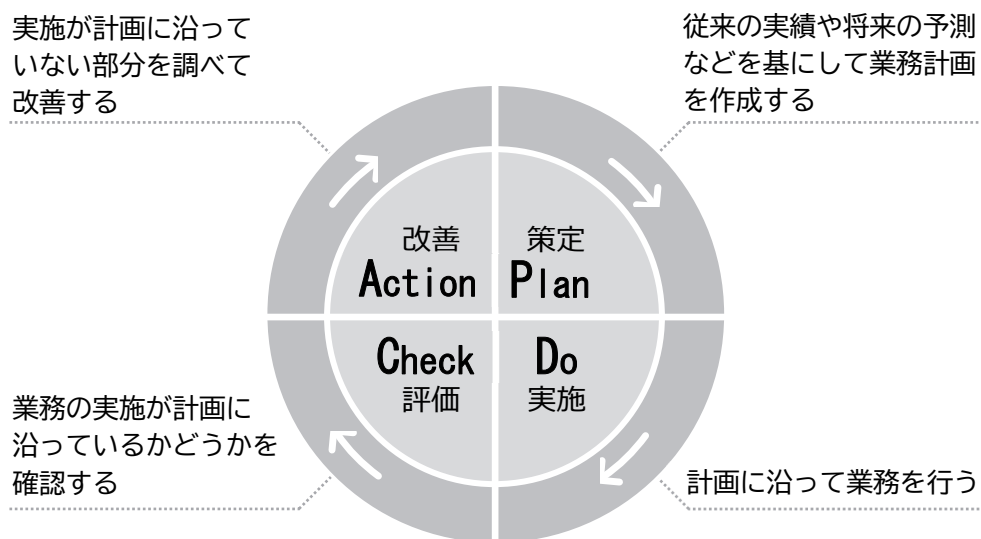 実施が計画に沿って
いない部分を調べて
改善する
従来の実績や将来の予測
などを基にして業務計画
を作成する
改善
Action
策定
Plan
Check
評価
Do
実施
業務の実施が計画に
沿っているかどうかを
確認する
計画に沿って業務を行う